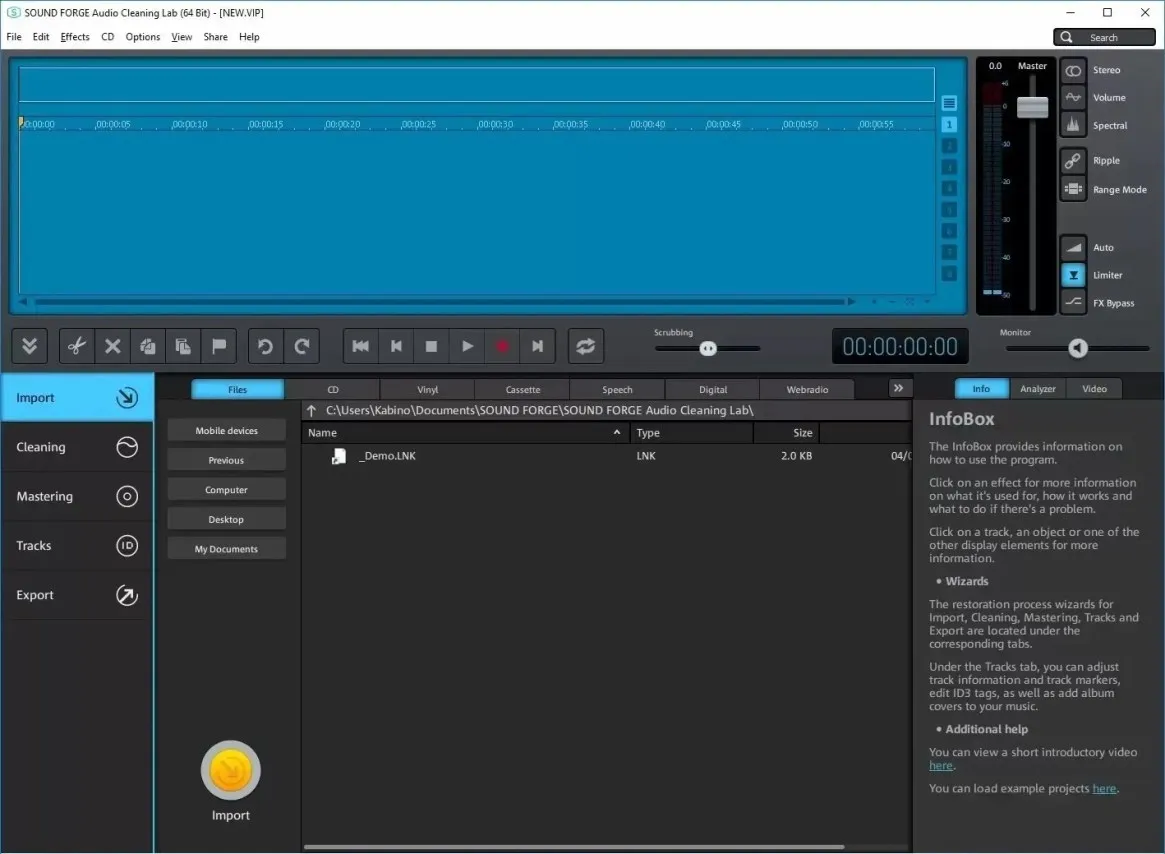 SOUND FORGE Audio Cleaning Lab (64 Bit) - [NEW.VIP]
File Edit Effects CD Options View Share Help
Search
00:00:00 00:00:05 00:00:10 00:00:15 00:00:20 00:00:25 00:00:30 00:00:35 00:00:40 00:00:45 00:00:50 00:00:55
1
0.0 Master
Stereo
Volume
Spectral
Ripple
Range Mode
Auto
Limiter
FX Bypass
Scrubbing
00:00:00:00
Monitor
Import
Cleaning
Mastering
Tracks
ID
Export
Files CD Vinyl Cassette Speech Digital Webradio
Mobile devices
Previous
Computer
Desktop
My Documents
Import
C:\Users\Kabino\Documents\SOUND FORGE\SOUND FORGE Audio Cleaning Lab\
Name Type Size
_Demo.LNK LNK 2.0 KB 04/
Info Analyzer Video
InfoBox
The InfoBox provides information on
how to use the program.
Click on an effect for more information
on what it's used for, how it works and
what to do if there's a problem.
Click on a track, an object or one of the
other display elements for more
information.
• Wizards
The restoration process wizards for
Import, Cleaning, Mastering, Tracks and
Export are located under the
corresponding tabs.
Under the Tracks tab, you can adjust
track information and track markers,
edit ID3 tags, as well as add album
covers to your music.
• Additional help
You can view a short introductory video
here.
You can load example projects here.